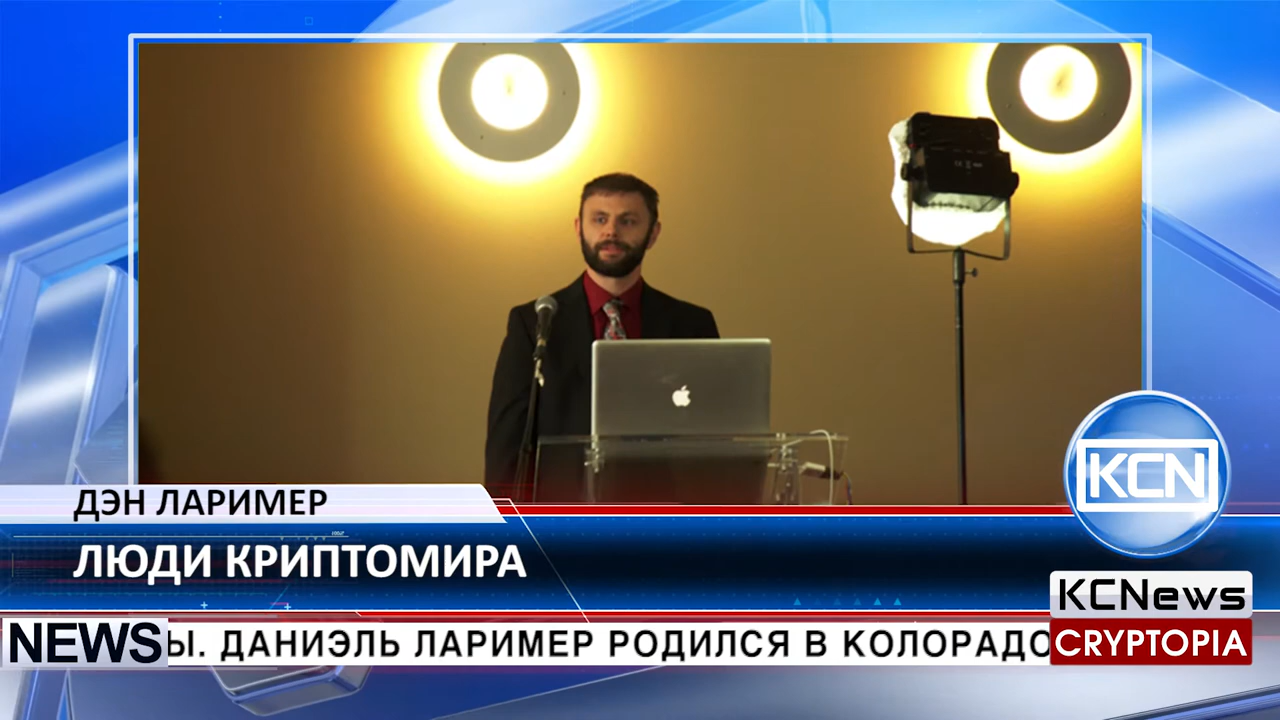 ДЭН ЛАРИМЕР
KCN
ЛЮДИ КРИПТОМИРА
KCNews
CRYPTOPIA
NEWS
Ы. ДАНИЭЛЬ ЛАРИМЕР РОДИЛСЯ В КОЛОРАДО